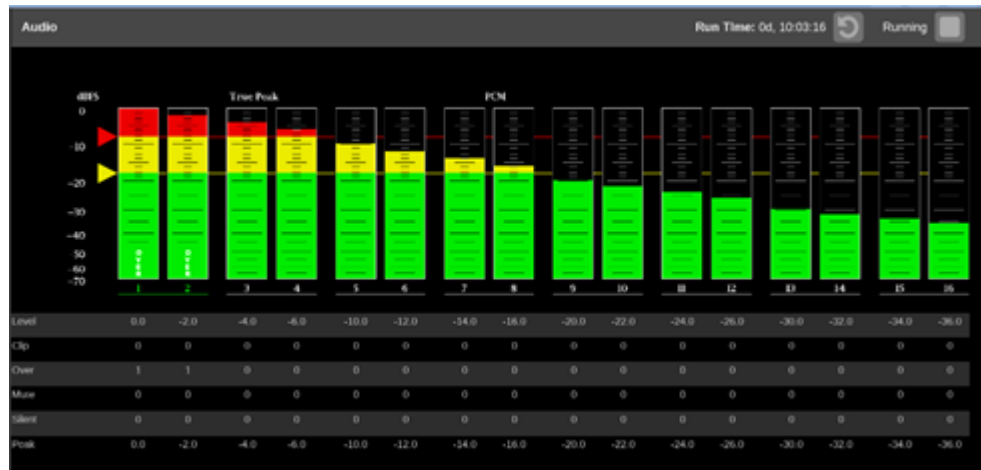 Audio Run Time: 0d, 10:03:16 Running
dBFS True Peak PCM
0
-10
-20
-30
-40
50
-60
-70
1 2 3 4 5 6 7 8 9 10 11 12 13 14 15 16
Level 0.0 -2.0 -4.0 -6.0 -10.0 -12.0 -14.0 -16.0 -20.0 -22.0 -24.0 -26.0 -30.0 -32.0 -34.0 -36.0
Clip 0 0 0 0 0 0 0 0 0 0 0 0 0 0 0 0
Over 1 1 0 0 0 0 0 0 0 0 0 0 0 0 0 0
Mute 0 0 0 0 0 0 0 0 0 0 0 0 0 0 0 0
Silent 0 0 0 0 0 0 0 0 0 0 0 0 0 0 0 0
Peak 0.0 -2.0 -4.0 -6.0 -10.0 -12.0 -14.0 -16.0 -20.0 -22.0 -24.0 -26.0 -30.0 -32.0 -34.0 -36.0